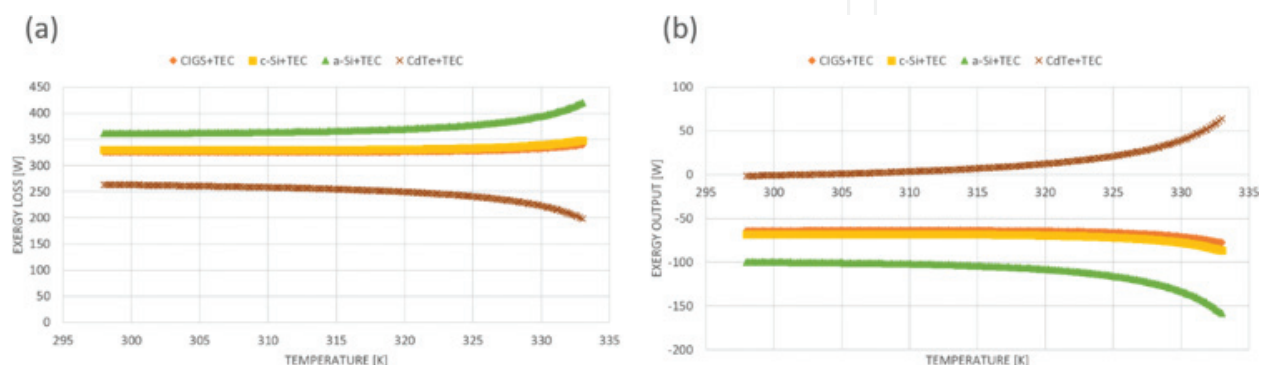 (a)
CIGS+TEC c-Si+TEC a-Si+TEC CdTe+TEC
EXERGY LOSS [W]
450
400
350
300
250
200
150
100
50
0
295 300 305 310 315 320 325 330 335
TEMPERATURE [K]
(b)
CIGS+TEC c-Si+TEC a-Si+TEC CdTe+TEC
EXERGY OUTPUT [W]
100
50
0
295 300 305 310 315 320 325 330 335
-50
-100
-150
-200
TEMPERATURE [K]